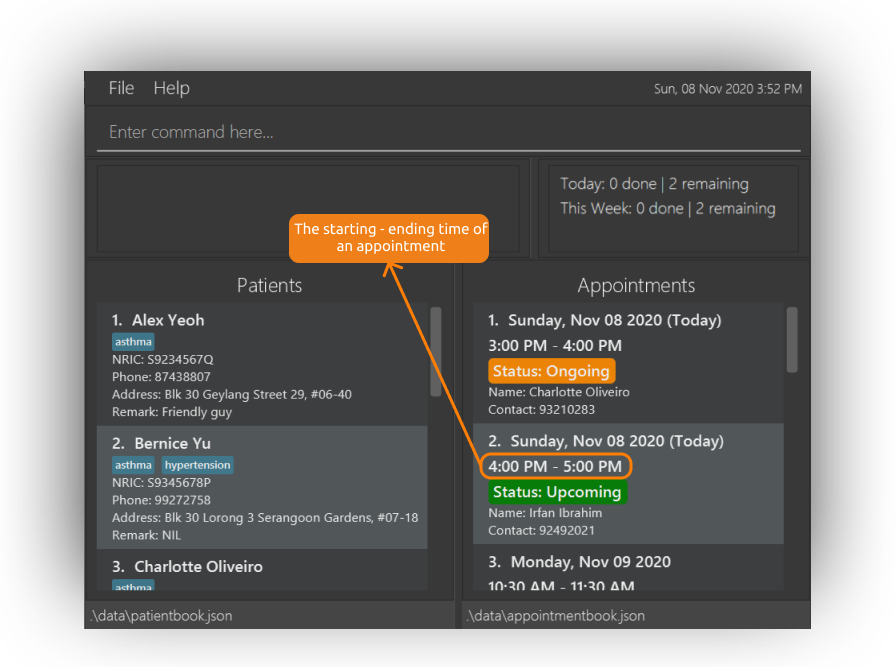 File Help
Sun, 08 Nov 2020 3:52 PM
Enter command here...
Today: 0 done | 2 remaining
This Week: 0 done | 2 remaining
The starting - ending time of
an appointment
Patients
1. Alex Yeoh
asthma
NRIC: S9234567Q
Phone: 87438807
Address: Blk 30 Geylang Street 29, #06-40
Remark: Friendly guy
2. Bernice Yu
asthma hypertension
NRIC: S9345678P
Phone: 99272758
Address: Blk 30 Lorong 3 Serangoon Gardens, #07-18
Remark: NIL
3. Charlotte Oliveiro
asthma
.\data\patientbook.json
Appointments
1. Sunday, Nov 08 2020 (Today)
3:00 PM - 4:00 PM
Status: Ongoing
Name: Charlotte Oliveiro
Contact: 93210283
2. Sunday, Nov 08 2020 (Today)
4:00 PM - 5:00 PM
Status: Upcoming
Name: Irfan Ibrahim
Contact: 92492021
3. Monday, Nov 09 2020
10:30 AM - 11:30 AM
.\data\appointmentbook.json